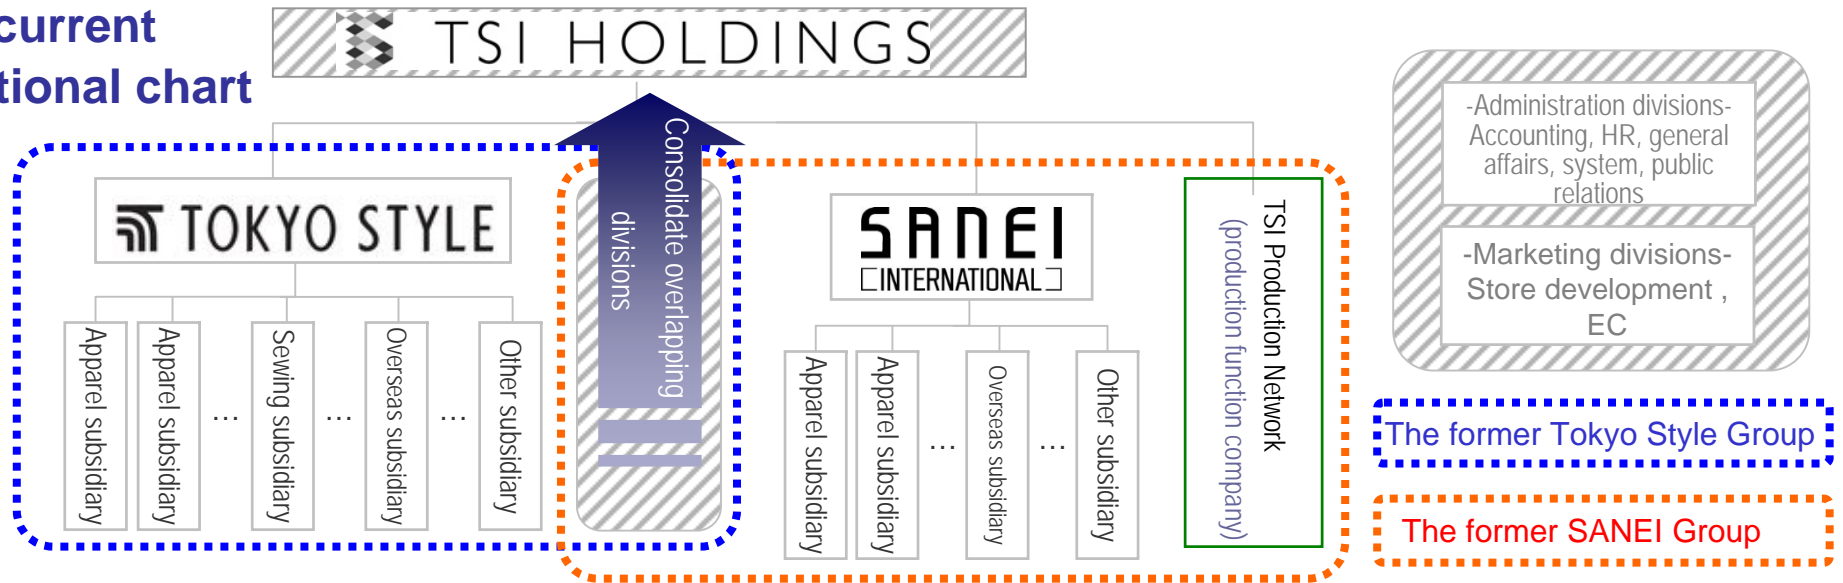 current
tional chart
TSI HOLDINGS
TOKYO STYLE
Apparel subsidiary
Apparel subsidiary
...
Sewing subsidiary
...
Overseas subsidiary
...
Other subsidiary
Consolidate overlapping
divisions
SANEI
INTERNATIONAL
Apparel subsidiary
Apparel subsidiary
...
Overseas subsidiary
...
Other subsidiary
TSI Production Network
(production function company)
-Administration divisions-
Accounting, HR, general
affairs, system, public
relations
-Marketing divisions-
Store development ,
EC
The former Tokyo Style Group
The former SANEI Group